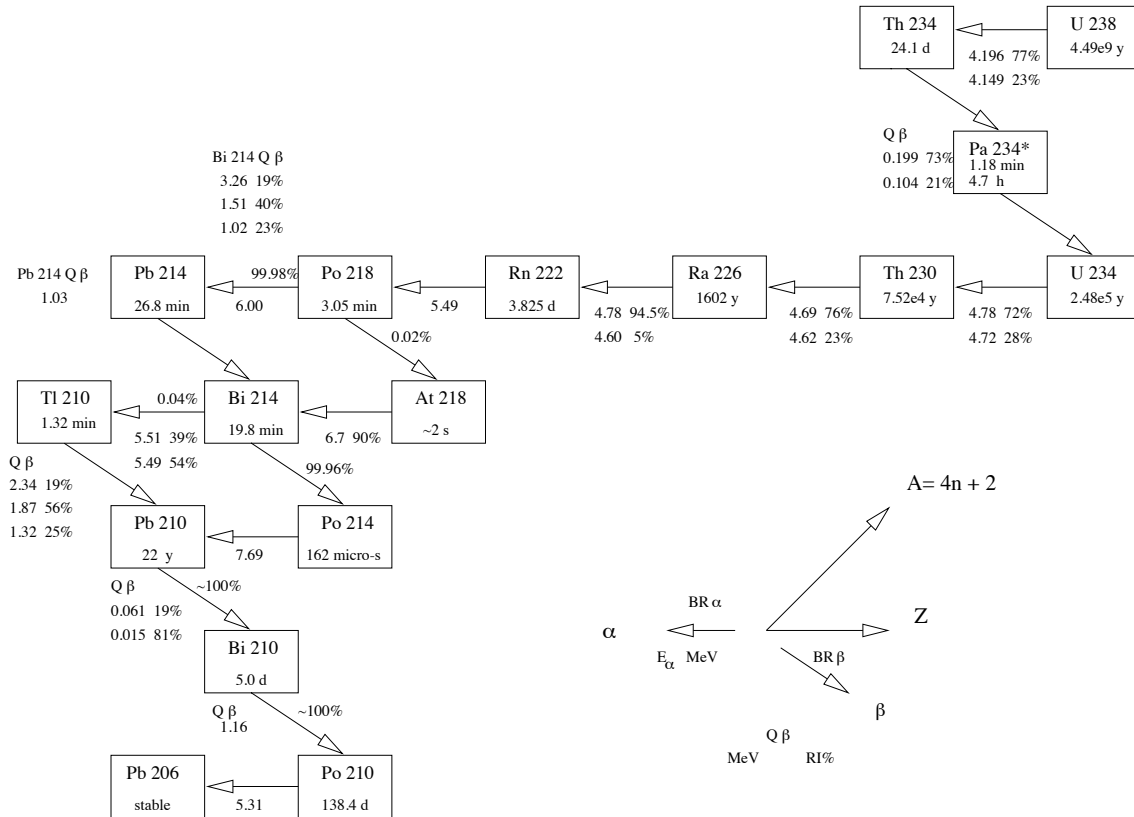 Th 234
24.1 d
U 238
4.49e9 y
4.196 77%
4.149 23%
Q β
0.199 73%
0.104 21%
Pa 234*
1.18 min
4.7 h
Bi 214 Q β
3.26 19%
1.51 40%
1.02 23%
Pb 214 Q β
1.03
Pb 214
26.8 min
99.98%
6.00
Po 218
3.05 min
5.49
Rn 222
3.825 d
4.78 94.5%
4.60 5%
Ra 226
1602 y
4.69 76%
4.62 23%
Th 230
7.52e4 y
4.78 72%
4.72 28%
U 234
2.48e5 y
0.02%
Tl 210
1.32 min
0.04%
5.51 39%
5.49 54%
Bi 214
19.8 min
6.7 90%
At 218
~2 s
Q β
2.34 19%
1.87 56%
1.32 25%
99.96%
Pb 210
22 y
7.69
Po 214
162 micro-s
Q β
0.061 19%
0.015 81%
~100%
Bi 210
5.0 d
Q β
1.16
~100%
Pb 206
stable
5.31
Po 210
138.4 d
A= 4n + 2
BR α
α
Z
Eα MeV
BR β
β
Q β
MeV RI%